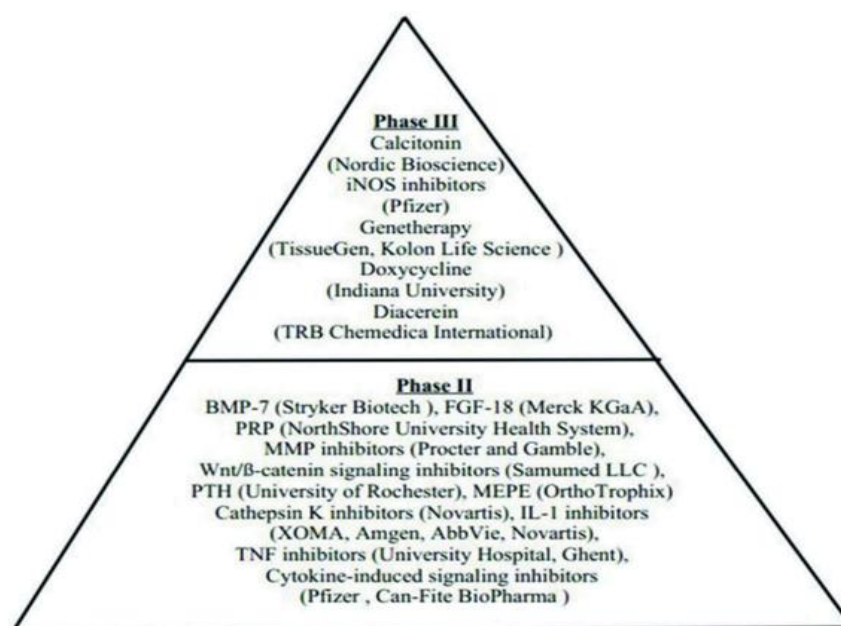 Phase III
Calcitonin
(Nordic Bioscience)
iNOS inhibitors
(Pfizer)
Genetherapy
(TissueGen, Kolon Life Science )
Doxycycline
(Indiana University)
Diacerein
(TRB Chemedica International)
Phase II
BMP-7 (Stryker Biotech ), FGF-18 (Merck KGaA),
PRP (NorthShore University Health System),
MMP inhibitors (Procter and Gamble),
Wnt/ß-catenin signaling inhibitors (Samumed LLC ),
PTH (University of Rochester), MEPE (OrthoTrophix)
Cathepsin K inhibitors (Novartis), IL-1 inhibitors
(XOMA, Amgen, AbbVie, Novartis),
TNF inhibitors (University Hospital, Ghent),
Cytokine-induced signaling inhibitors
(Pfizer , Can-Fite BioPharma )